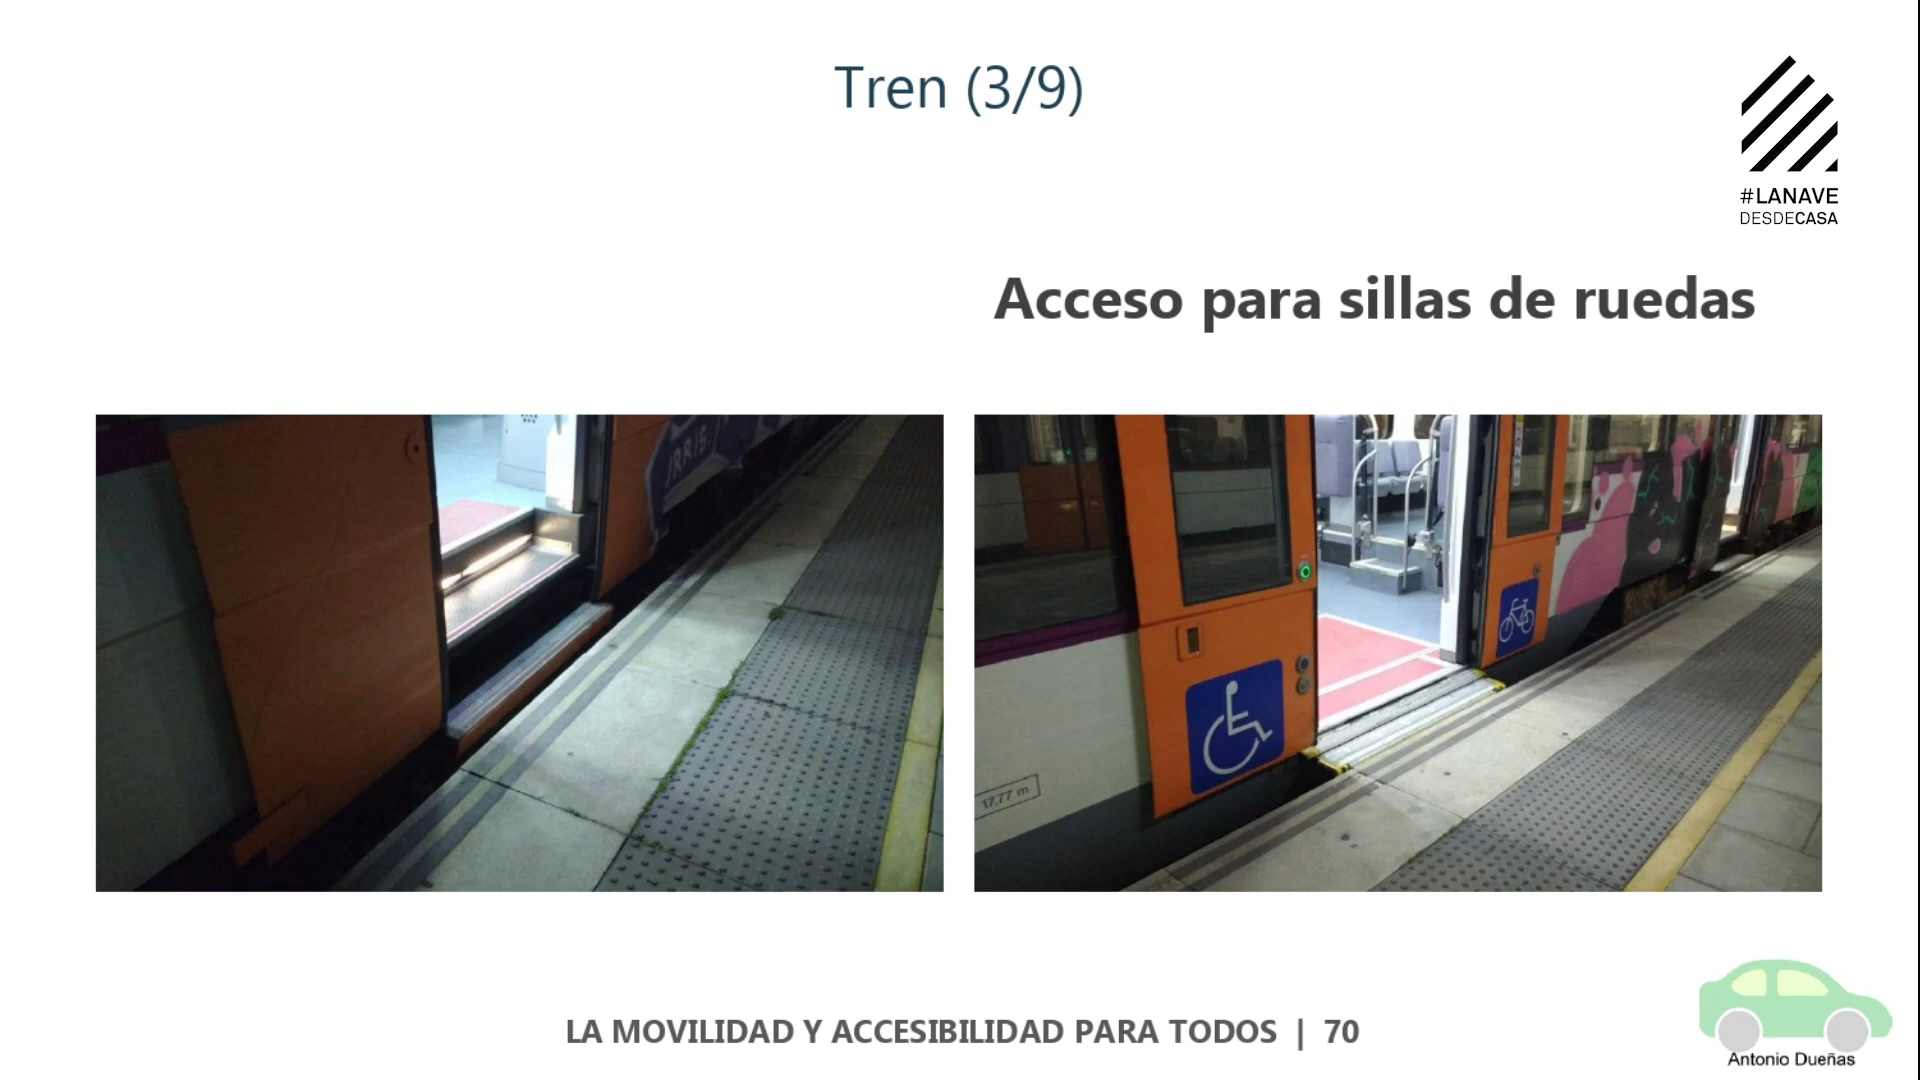 Tren (3/9)
#LANAVE
DESDECASA
Acceso para sillas de ruedas
17,77 m
LA MOVILIDAD Y ACCESIBILIDAD PARA TODOS | 70
Antonio Dueñas